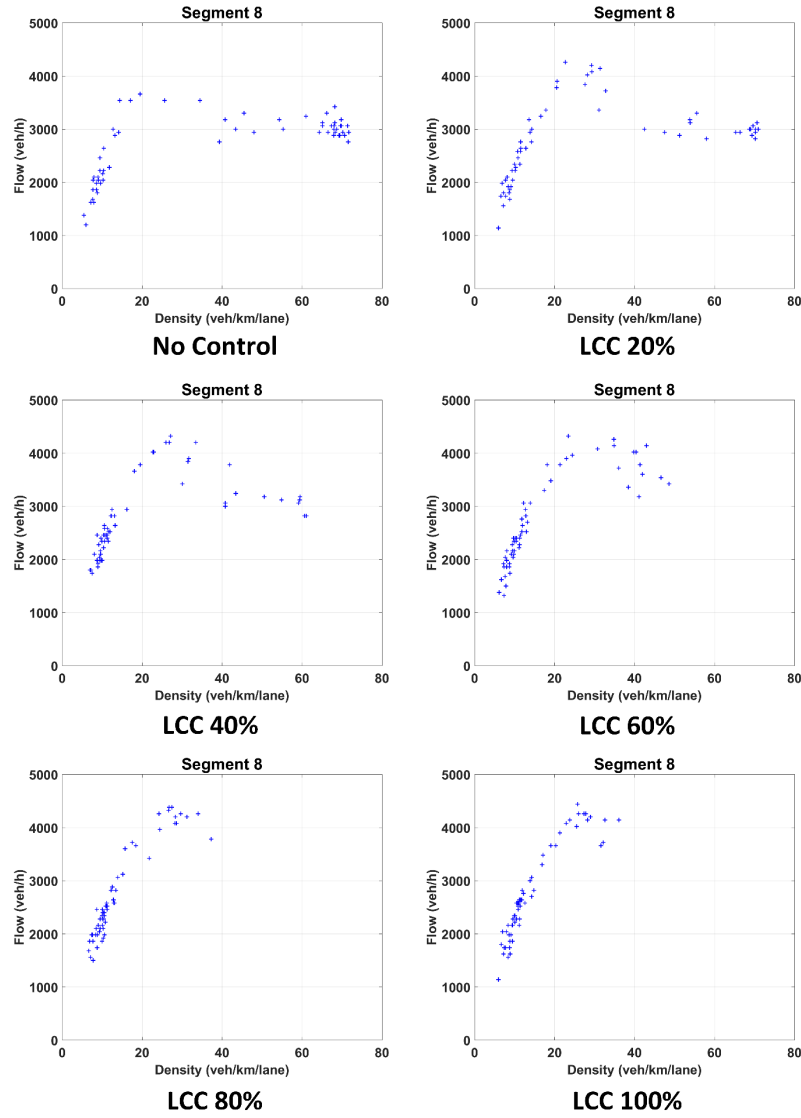 Segment 8
5000
4000
3000
2000
1000
0
Flow (veh/h)
0 20 40 60 80
Density (veh/km/lane)
No Control
Segment 8
5000
4000
3000
2000
1000
0
Flow (veh/h)
0 20 40 60 80
Density (veh/km/lane)
LCC 20%
Segment 8
5000
4000
3000
2000
1000
0
Flow (veh/h)
0 20 40 60 80
Density (veh/km/lane)
LCC 40%
Segment 8
5000
4000
3000
2000
1000
0
Flow (veh/h)
0 20 40 60 80
Density (veh/km/lane)
LCC 60%
Segment 8
5000
4000
3000
2000
1000
0
Flow (veh/h)
0 20 40 60 80
Density (veh/km/lane)
LCC 80%
Segment 8
5000
4000
3000
2000
1000
0
Flow (veh/h)
0 20 40 60 80
Density (veh/km/lane)
LCC 100%